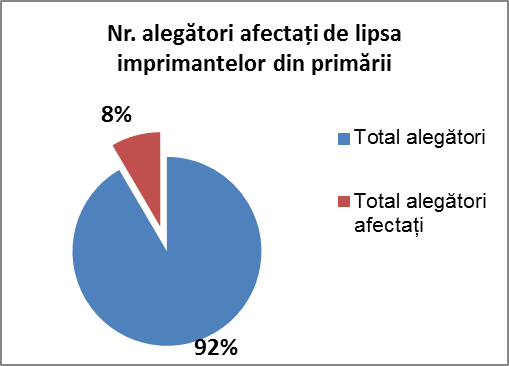 Nr. alegători afectați de lipsa
imprimantelor din primării
8%
Total alegători
Total alegători
afectați
92%